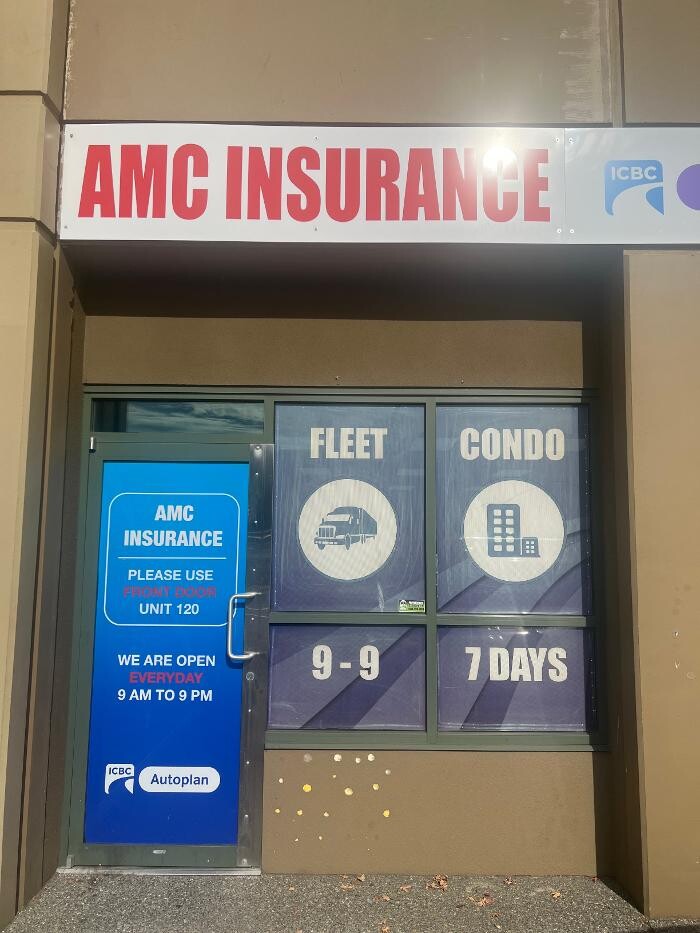 AMC INSURANCE
ICBC
FLEET
CONDO
AMC
INSURANCE
PLEASE USE
FRONT DOOR
UNIT 120
WE ARE OPEN
EVERYDAY
9 AM TO 9 PM
9 - 9
7 DAYS
ICBC
Autoplan